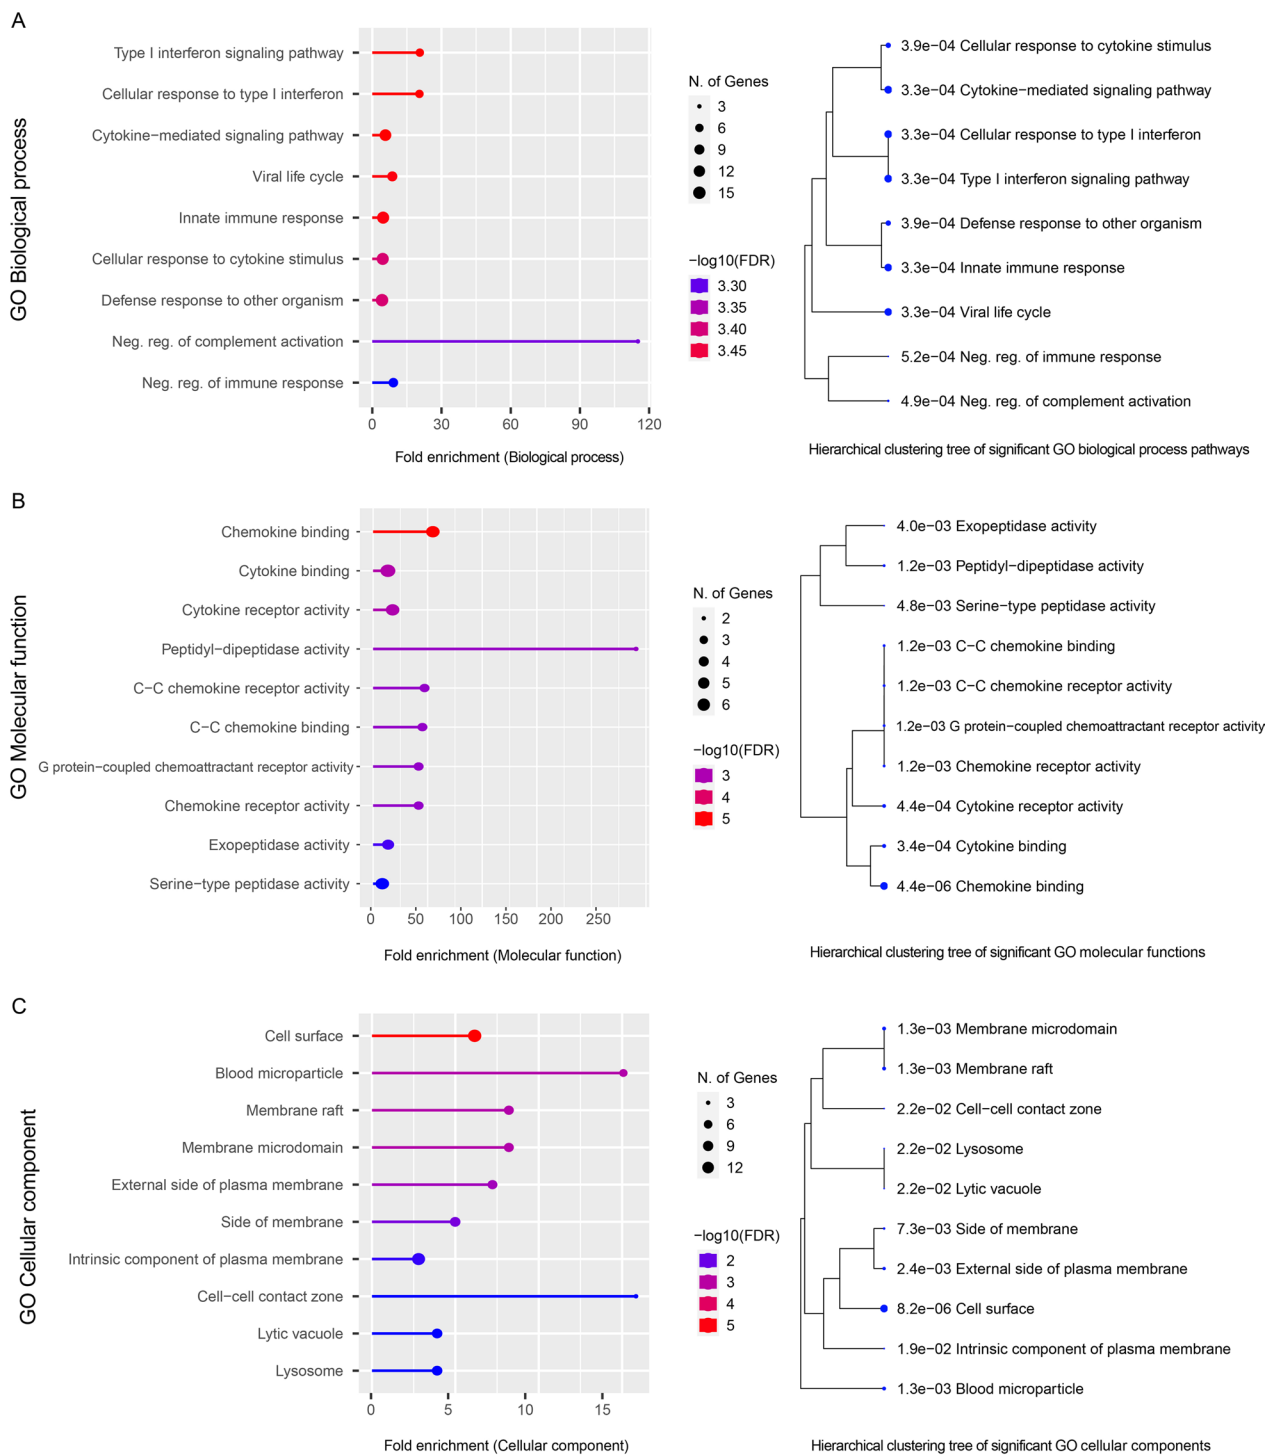 A
GO Biological process
Type I interferon signaling pathway
Cellular response to type I interferon
Cytokine−mediated signaling pathway
Viral life cycle
Innate immune response
Cellular response to cytokine stimulus
Defense response to other organism
Neg. reg. of complement activation
Neg. reg. of immune response
0 30 60 90 120
Fold enrichment (Biological process)
N. of Genes
3
6
9
12
15
−log10(FDR)
3.30
3.35
3.40
3.45
3.9e−04 Cellular response to cytokine stimulus
3.3e−04 Cytokine−mediated signaling pathway
3.3e−04 Cellular response to type I interferon
3.3e−04 Type I interferon signaling pathway
3.9e−04 Defense response to other organism
3.3e−04 Innate immune response
3.3e−04 Viral life cycle
5.2e−04 Neg. reg. of immune response
4.9e−04 Neg. reg. of complement activation
Hierarchical clustering tree of significant GO biological process pathways
B
GO Molecular function
Chemokine binding
Cytokine binding
Cytokine receptor activity
Peptidyl−dipeptidase activity
C−C chemokine receptor activity
C−C chemokine binding
G protein−coupled chemoattractant receptor activity
Chemokine receptor activity
Exopeptidase activity
Serine−type peptidase activity
0 50 100 150 200 250
Fold enrichment (Molecular function)
N. of Genes
2
3
4
5
6
−log10(FDR)
3
4
5
4.0e−03 Exopeptidase activity
1.2e−03 Peptidyl−dipeptidase activity
4.8e−03 Serine−type peptidase activity
1.2e−03 C−C chemokine binding
1.2e−03 C−C chemokine receptor activity
1.2e−03 G protein−coupled chemoattractant receptor activity
1.2e−03 Chemokine receptor activity
4.4e−04 Cytokine receptor activity
3.4e−04 Cytokine binding
4.4e−06 Chemokine binding
Hierarchical clustering tree of significant GO molecular functions
C
GO Cellular component
Cell surface
Blood microparticle
Membrane raft
Membrane microdomain
External side of plasma membrane
Side of membrane
Intrinsic component of plasma membrane
Cell−cell contact zone
Lytic vacuole
Lysosome
0 5 10 15
Fold enrichment (Cellular component)
N. of Genes
3
6
9
12
−log10(FDR)
2
3
4
5
1.3e−03 Membrane microdomain
1.3e−03 Membrane raft
2.2e−02 Cell−cell contact zone
2.2e−02 Lysosome
2.2e−02 Lytic vacuole
7.3e−03 Side of membrane
2.4e−03 External side of plasma membrane
8.2e−06 Cell surface
1.9e−02 Intrinsic component of plasma membrane
1.3e−03 Blood microparticle
Hierarchical clustering tree of significant GO cellular components